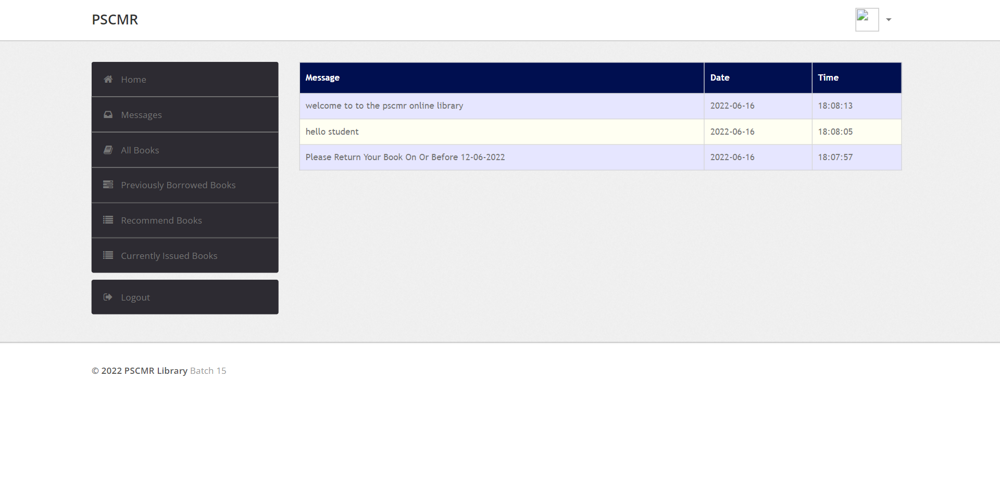 PSCMR
Home
Messages
All Books
Previously Borrowed Books
Recommend Books
Currently Issued Books
Logout
Message Date Time
welcome to to the pscmr online library 2022-06-16 18:08:13
hello student 2022-06-16 18:08:05
Please Return Your Book On Or Before 12-06-2022 2022-06-16 18:07:57
© 2022 PSCMR Library Batch 15